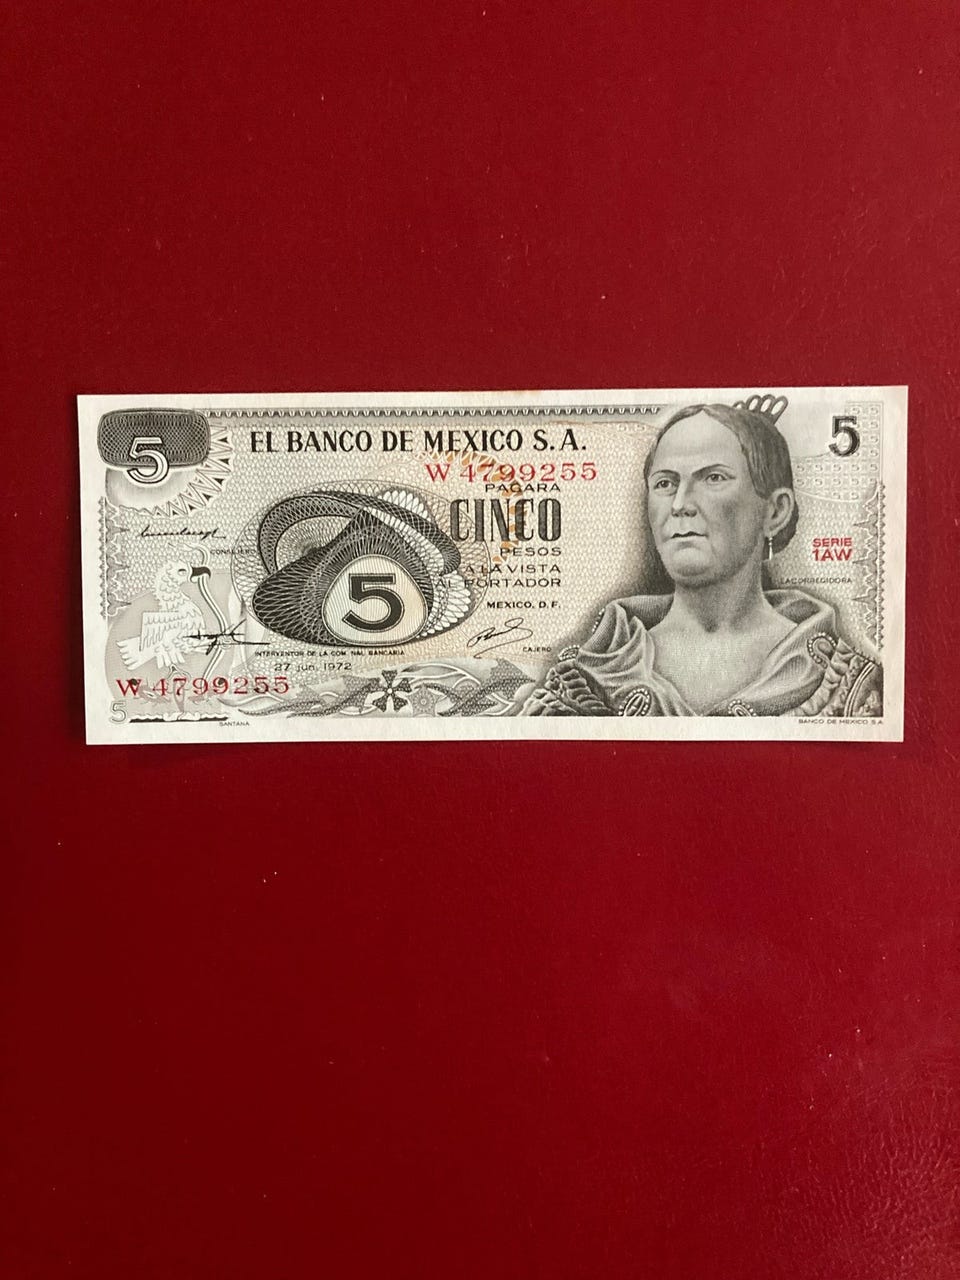 5
EL BANCO DE MEXICO S.A.
5
W 4799255
PAGARA
CINCO
PESOS
A LA VISTA
AL PORTADOR
MEXICO, D.F.
SERIE
1AW
LA CORREGIDORA
CONSEJERO
5
INTERVENTOR DE LA COM. NAL. BANCARIA
CAJERO
27 jun. 1972
W 4799255
5
SANTANA
BANCO DE MEXICO S.A.